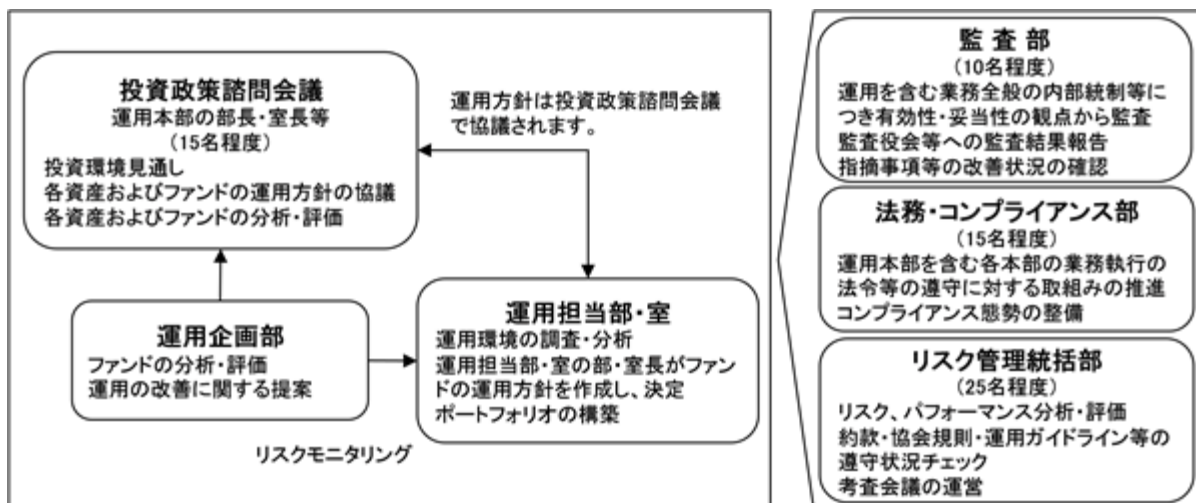 投資政策諮問会議
運用本部の部長・室長等
(15名程度)
投資環境見通し
各資産およびファンドの運用方針の協議
各資産およびファンドの分析・評価
運用方針は投資政策諮問会議
で協議されます。
運用企画部
ファンドの分析・評価
運用の改善に関する提案
運用担当部・室
運用環境の調査・分析
運用担当部・室の部・室長がファン
ドの運用方針を作成し、決定
ポートフォリオの構築
リスクモニタリング
監 査 部
(10名程度)
運用を含む業務全般の内部統制等に
つき有効性・妥当性の観点から監査
監査役会等への監査結果報告
指摘事項等の改善状況の確認
法務・コンプライアンス部
(15名程度)
運用本部を含む各本部の業務執行の
法令等の遵守に対する取組みの推進
コンプライアンス態勢の整備
リスク管理統括部
(25名程度)
リスク、パフォーマンス分析・評価
約款・協会規則・運用ガイドライン等の
遵守状況チェック
考査会議の運営